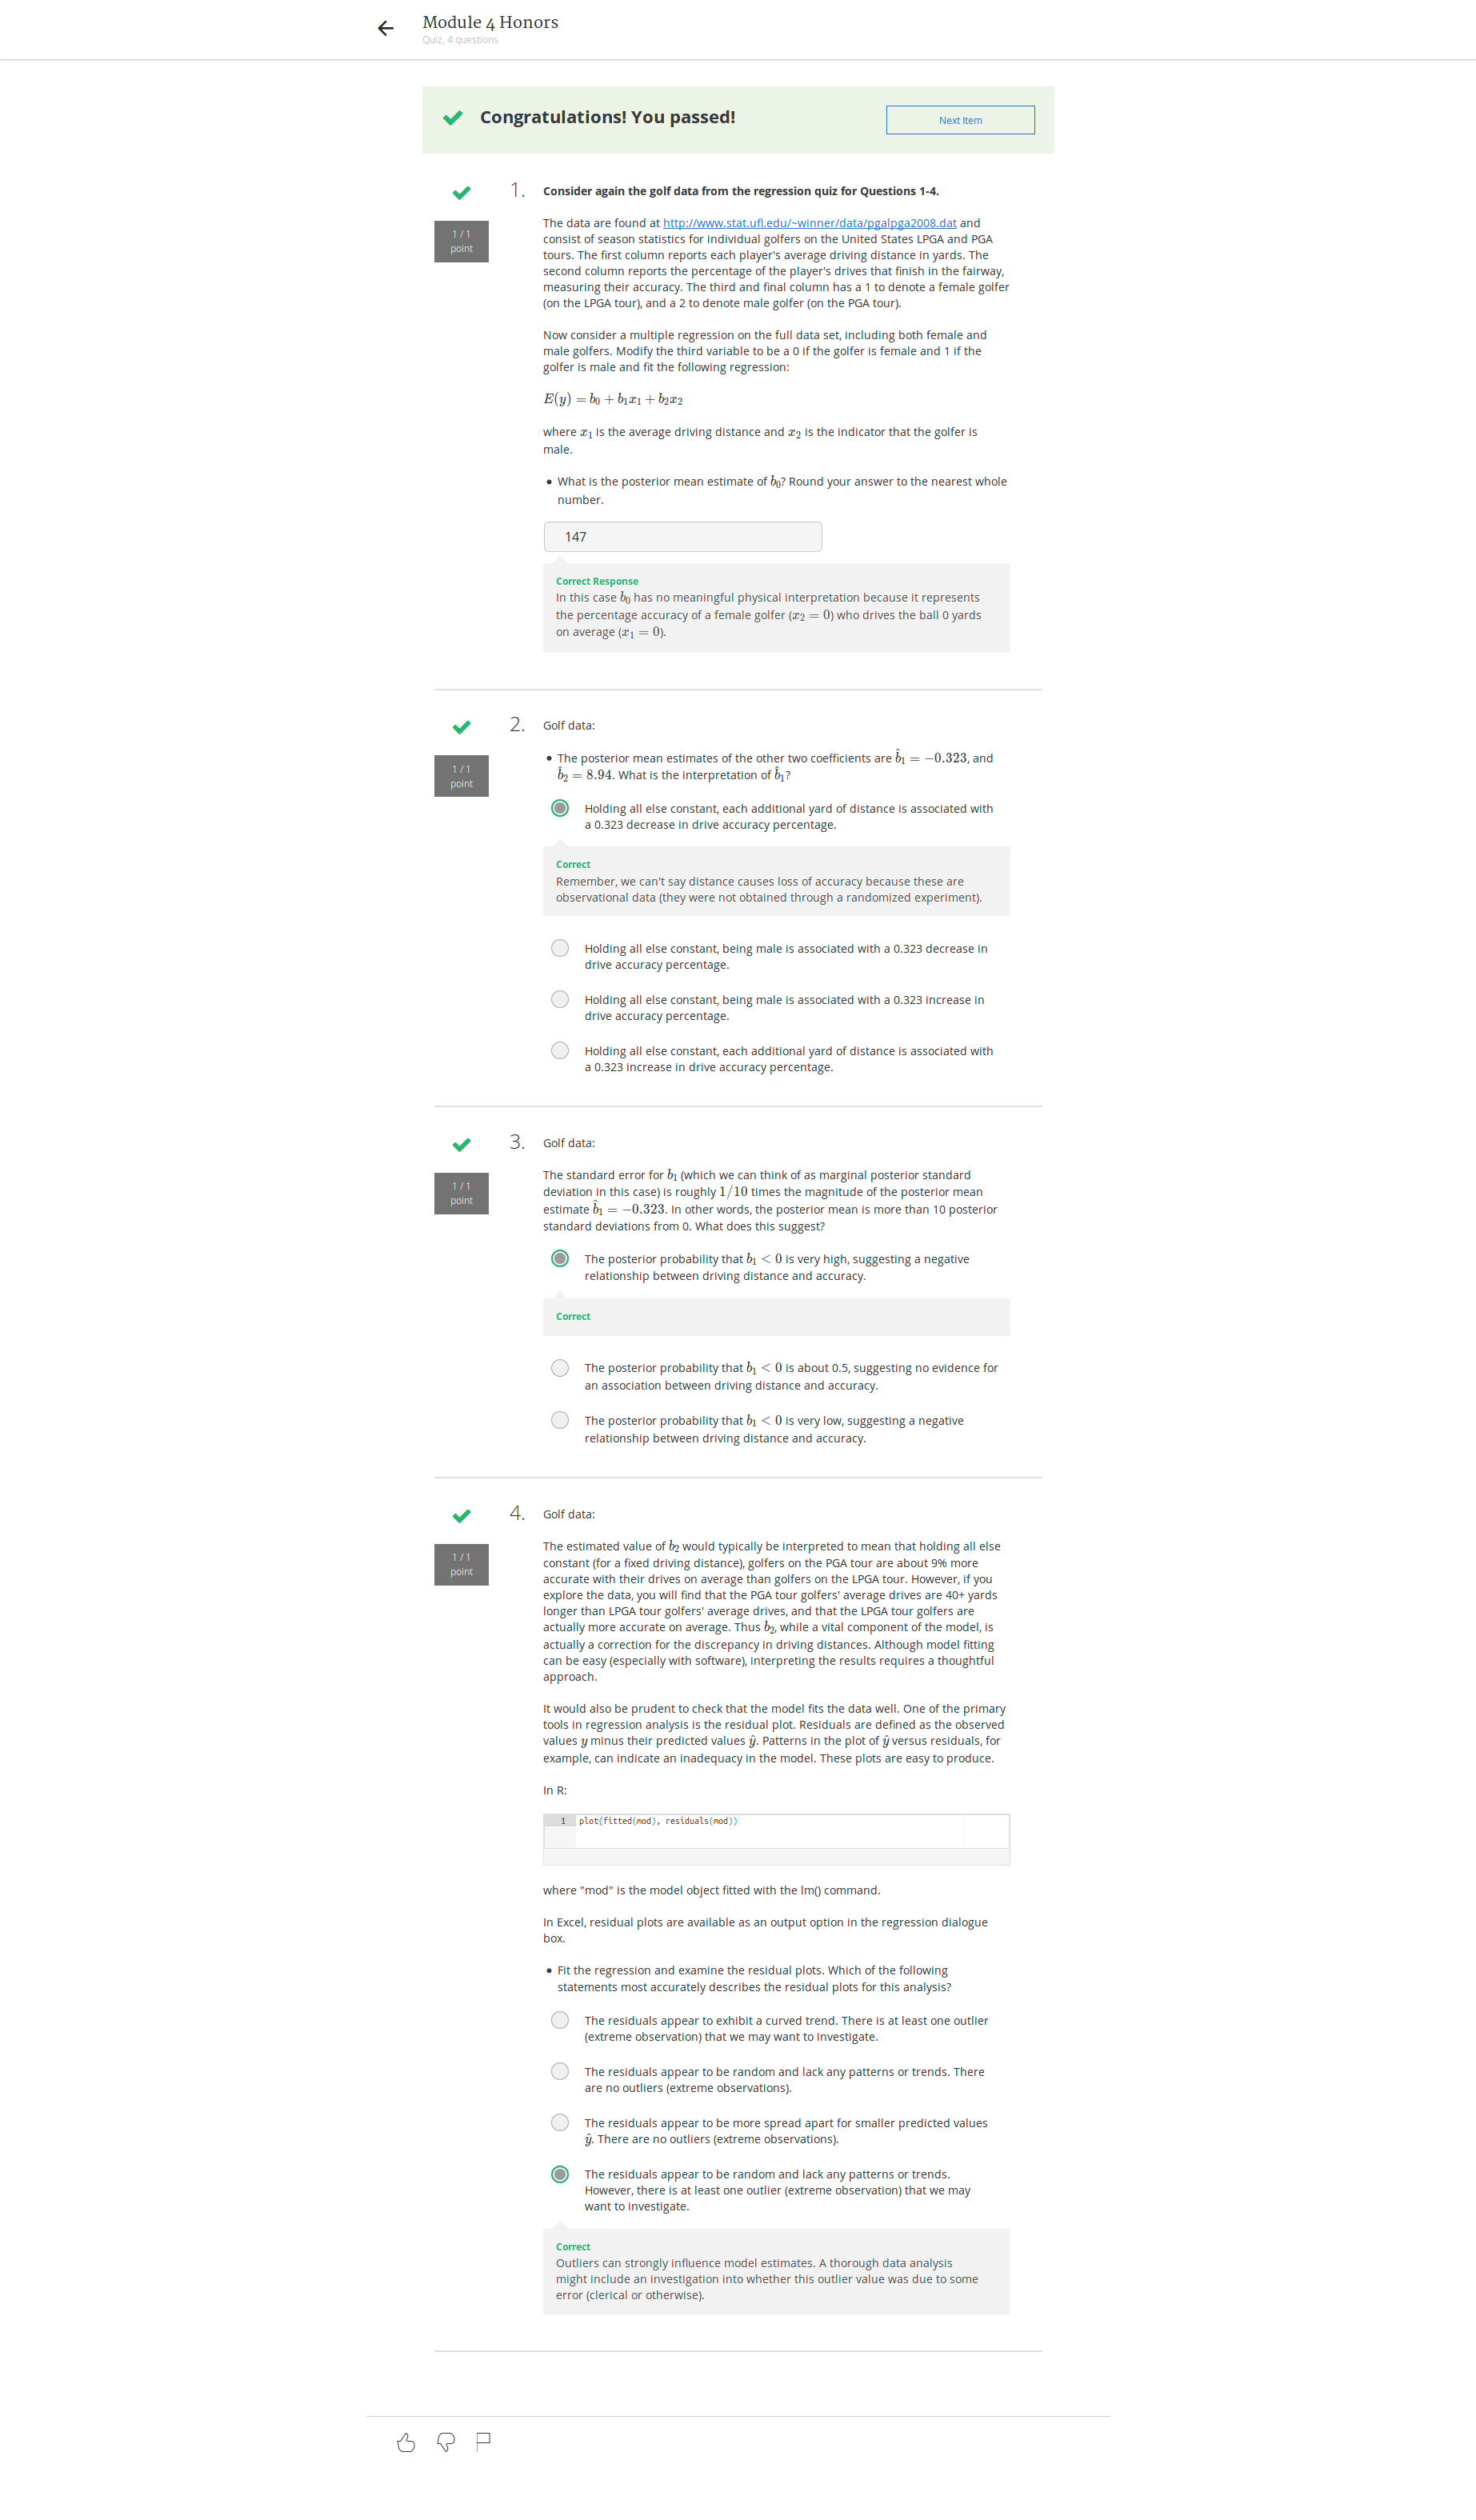 Module 4 Honors
Quiz, 4 questions
Congratulations! You passed!
Next Item
1 / 1
point
1.
Consider again the golf data from the regression quiz for Questions 1-4.
The data are found at http://www.stat.ufl.edu/~winner/data/pgalpga2008.dat and
consist of season statistics for individual golfers on the United States LPGA and PGA
tours. The first column reports each player's average driving distance in yards. The
second column reports the percentage of the player's drives that finish in the fairway,
measuring their accuracy. The third and final column has a 1 to denote a female golfer
(on the LPGA tour), and a 2 to denote male golfer (on the PGA tour).
Now consider a multiple regression on the full data set, including both female and
male golfers. Modify the third variable to be a 0 if the golfer is female and 1 if the
golfer is male and fit the following regression:
E(y) = b₀ + b₁x₁ + b₂x₂
where x₁ is the average driving distance and x₂ is the indicator that the golfer is
male.
• What is the posterior mean estimate of b₀? Round your answer to the nearest whole
number.
147
Correct Response
In this case b₀ has no meaningful physical interpretation because it represents
the percentage accuracy of a female golfer (x₂ = 0) who drives the ball 0 yards
on average (x₁ = 0).
1 / 1
point
2.
Golf data:
• The posterior mean estimates of the other two coefficients are b̂₁ = −0.323, and
b̂₂ = 8.94. What is the interpretation of b̂₁?
Holding all else constant, each additional yard of distance is associated with
a 0.323 decrease in drive accuracy percentage.
Correct
Remember, we can't say distance causes loss of accuracy because these are
observational data (they were not obtained through a randomized experiment).
Holding all else constant, being male is associated with a 0.323 decrease in
drive accuracy percentage.
Holding all else constant, being male is associated with a 0.323 increase in
drive accuracy percentage.
Holding all else constant, each additional yard of distance is associated with
a 0.323 increase in drive accuracy percentage.
1 / 1
point
3.
Golf data:
The standard error for b₁ (which we can think of as marginal posterior standard
deviation in this case) is roughly 1/10 times the magnitude of the posterior mean
estimate b̂₁ = −0.323. In other words, the posterior mean is more than 10 posterior
standard deviations from 0. What does this suggest?
The posterior probability that b₁ < 0 is very high, suggesting a negative
relationship between driving distance and accuracy.
Correct
The posterior probability that b₁ < 0 is about 0.5, suggesting no evidence for
an association between driving distance and accuracy.
The posterior probability that b₁ < 0 is very low, suggesting a negative
relationship between driving distance and accuracy.
1 / 1
point
4.
Golf data:
The estimated value of b₂ would typically be interpreted to mean that holding all else
constant (for a fixed driving distance), golfers on the PGA tour are about 9% more
accurate with their drives on average than golfers on the LPGA tour. However, if you
explore the data, you will find that the PGA tour golfers' average drives are 40+ yards
longer than LPGA tour golfers' average drives, and that the LPGA tour golfers are
actually more accurate on average. Thus b₂, while a vital component of the model, is
actually a correction for the discrepancy in driving distances. Although model fitting
can be easy (especially with software), interpreting the results requires a thoughtful
approach.
It would also be prudent to check that the model fits the data well. One of the primary
tools in regression analysis is the residual plot. Residuals are defined as the observed
values y minus their predicted values ŷ. Patterns in the plot of ŷ versus residuals, for
example, can indicate an inadequacy in the model. These plots are easy to produce.
In R:
1 plot(fitted(mod), residuals(mod))
where "mod" is the model object fitted with the lm() command.
In Excel, residual plots are available as an output option in the regression dialogue
box.
• Fit the regression and examine the residual plots. Which of the following
statements most accurately describes the residual plots for this analysis?
The residuals appear to exhibit a curved trend. There is at least one outlier
(extreme observation) that we may want to investigate.
The residuals appear to be random and lack any patterns or trends. There
are no outliers (extreme observations).
The residuals appear to be more spread apart for smaller predicted values
ŷ. There are no outliers (extreme observations).
The residuals appear to be random and lack any patterns or trends.
However, there is at least one outlier (extreme observation) that we may
want to investigate.
Correct
Outliers can strongly influence model estimates. A thorough data analysis
might include an investigation into whether this outlier value was due to some
error (clerical or otherwise).